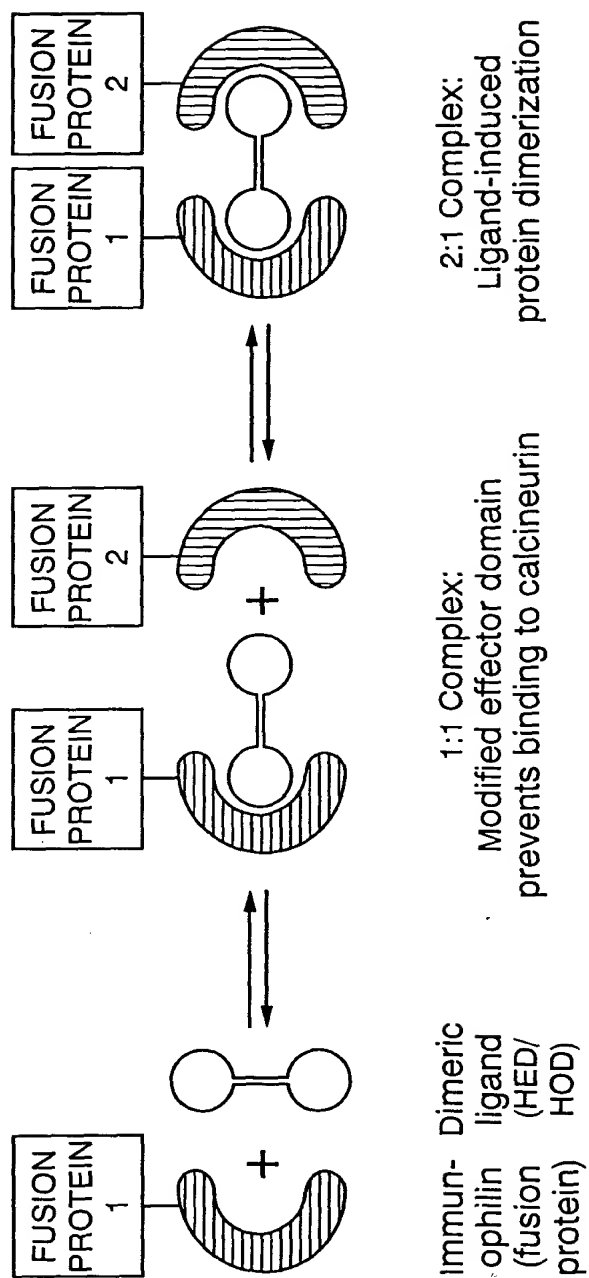 FUSION
PROTEIN
1
Immun-
ophilin
(fusion
protein)
Dimeric
ligand
(HED/
HOD)
+
FUSION
PROTEIN
1
+
FUSION
PROTEIN
2
1:1 Complex:
Modified effector domain
prevents binding to calcineurin
FUSION
PROTEIN
1
FUSION
PROTEIN
2
2:1 Complex:
Ligand-induced
protein dimerization